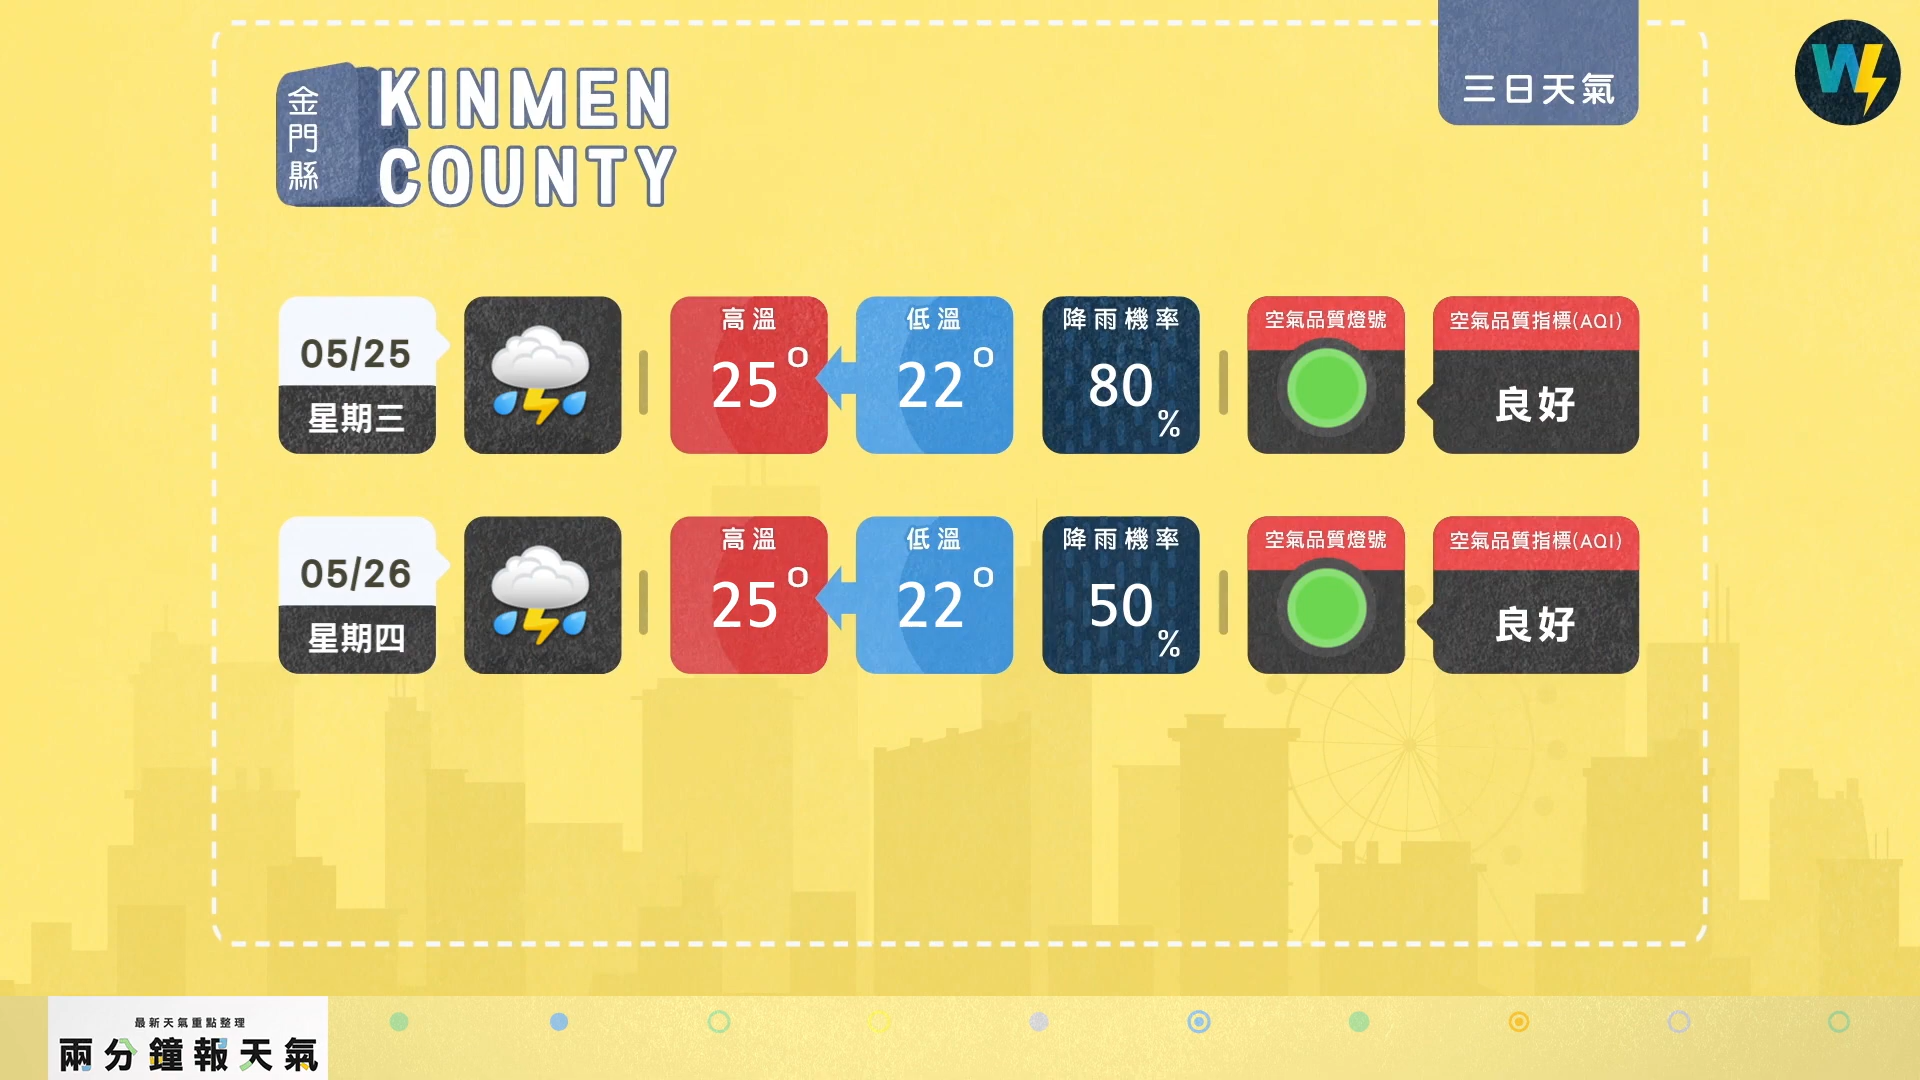 金門縣
KINMEN
COUNTY
三日天氣
W
05/25
星期三
高溫
25°
低溫
22°
降雨機率
80%
空氣品質燈號
空氣品質指標(AQI)
良好
05/26
星期四
高溫
25°
低溫
22°
降雨機率
50%
空氣品質燈號
空氣品質指標(AQI)
良好
最新天氣重點整理
兩分鐘報天氣